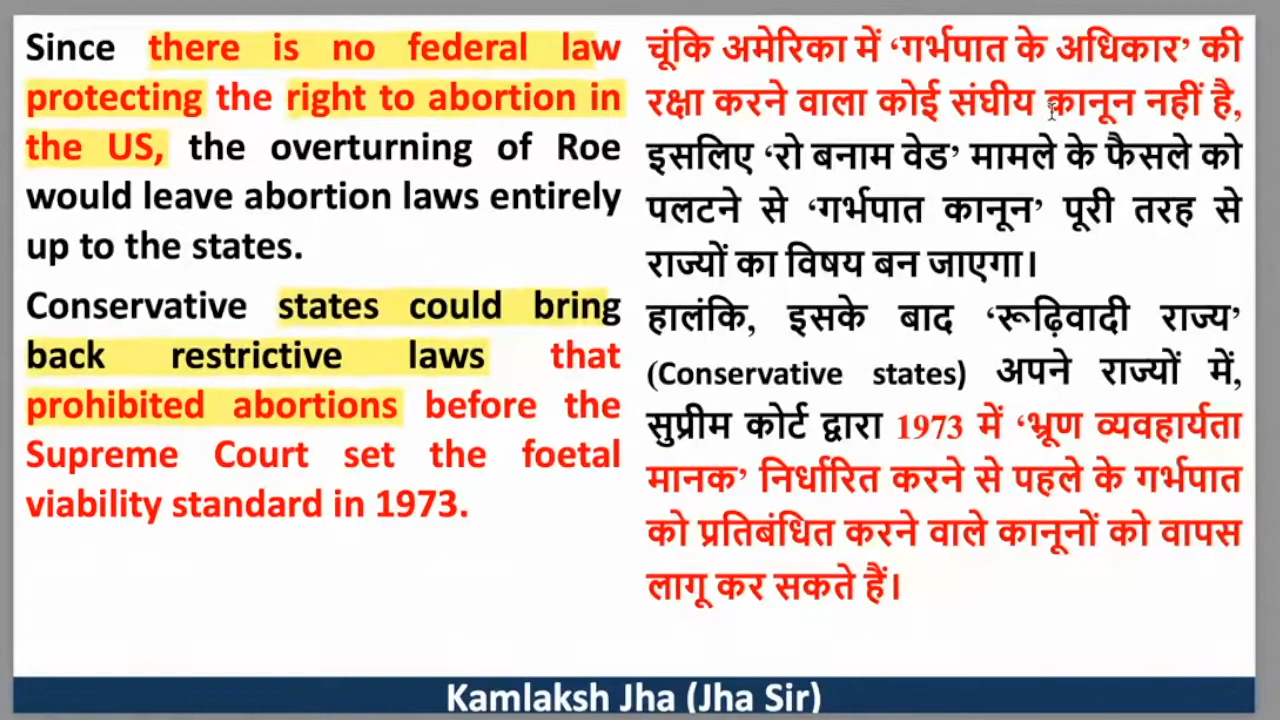 Since there is no federal law
protecting the right to abortion in
the US, the overturning of Roe
would leave abortion laws entirely
up to the states.
Conservative states could bring
back restrictive laws that
prohibited abortions before the
Supreme Court set the foetal
viability standard in 1973.
चूंकि अमेरिका में ‘गर्भपात के अधिकार’ की
रक्षा करने वाला कोई संघीय क़ानून नहीं है,
इसलिए ‘रो बनाम वेड’ मामले के फैसले को
पलटने से ‘गर्भपात कानून’ पूरी तरह से
राज्यों का विषय बन जाएगा।
हालंकि, इसके बाद ‘रूढ़िवादी राज्य’
(Conservative states) अपने राज्यों में,
सुप्रीम कोर्ट द्वारा 1973 में ‘भ्रूण व्यवहार्यता
मानक’ निर्धारित करने से पहले के गर्भपात
को प्रतिबंधित करने वाले कानूनों को वापस
लागू कर सकते हैं।
Kamlaksh Jha (Jha Sir)